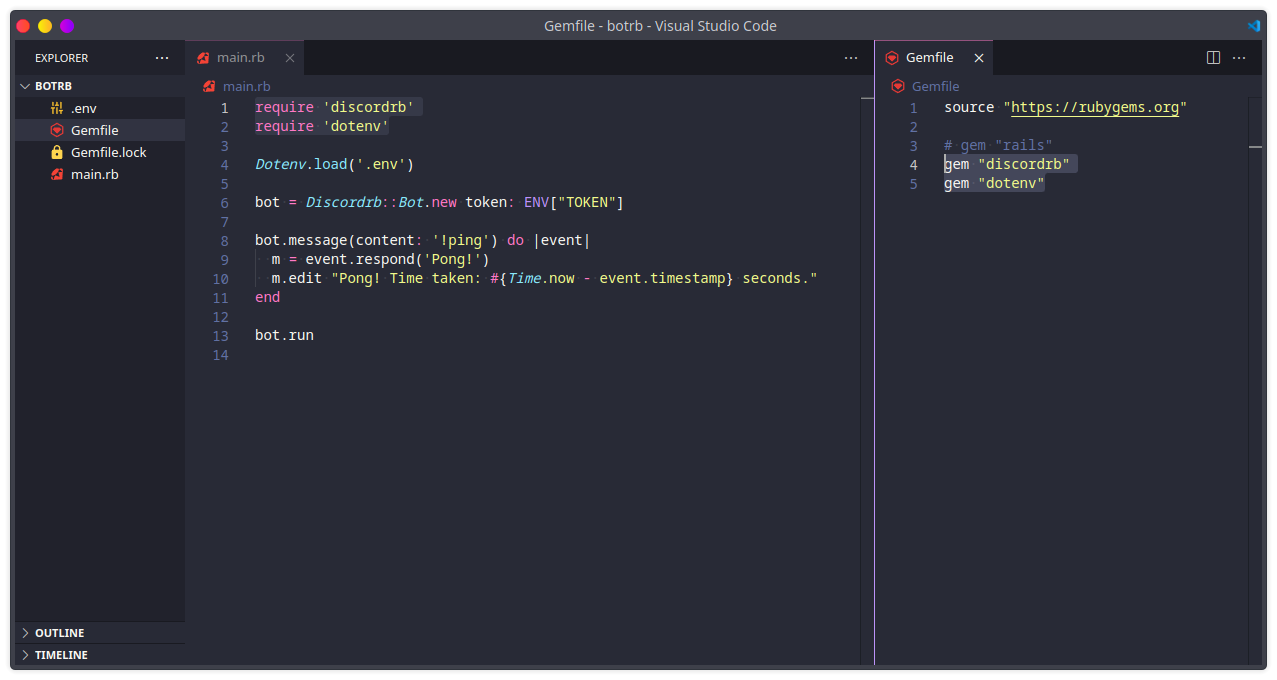 Gemfile - botrb - Visual Studio Code
EXPLORER
BOTRB
.env
Gemfile
Gemfile.lock
main.rb
OUTLINE
TIMELINE
main.rb
main.rb
1 require 'discordrb'
2 require 'dotenv'
3
4 Dotenv.load('.env')
5
6 bot = Discordrb::Bot.new token: ENV["TOKEN"]
7
8 bot.message(content: '!ping') do |event|
9   m = event.respond('Pong!')
10   m.edit "Pong! Time taken: #{Time.now - event.timestamp} seconds."
11 end
12
13 bot.run
14
Gemfile
Gemfile
1 source "https://rubygems.org"
2
3 # gem "rails"
4 gem "discordrb"
5 gem "dotenv"